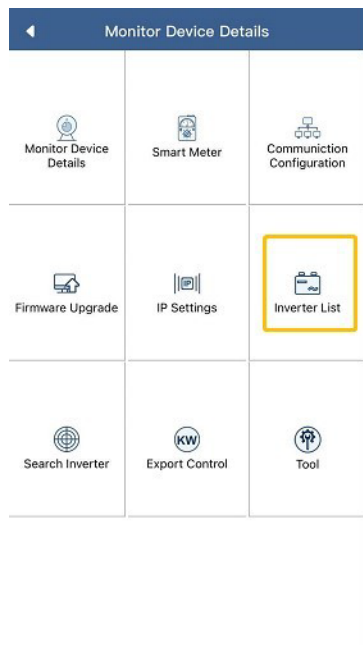 Monitor Device Details
Monitor Device
Details
Smart Meter
Communiction
Configuration
Firmware Upgrade
IP Settings
Inverter List
Search Inverter
KW
Export Control
Tool